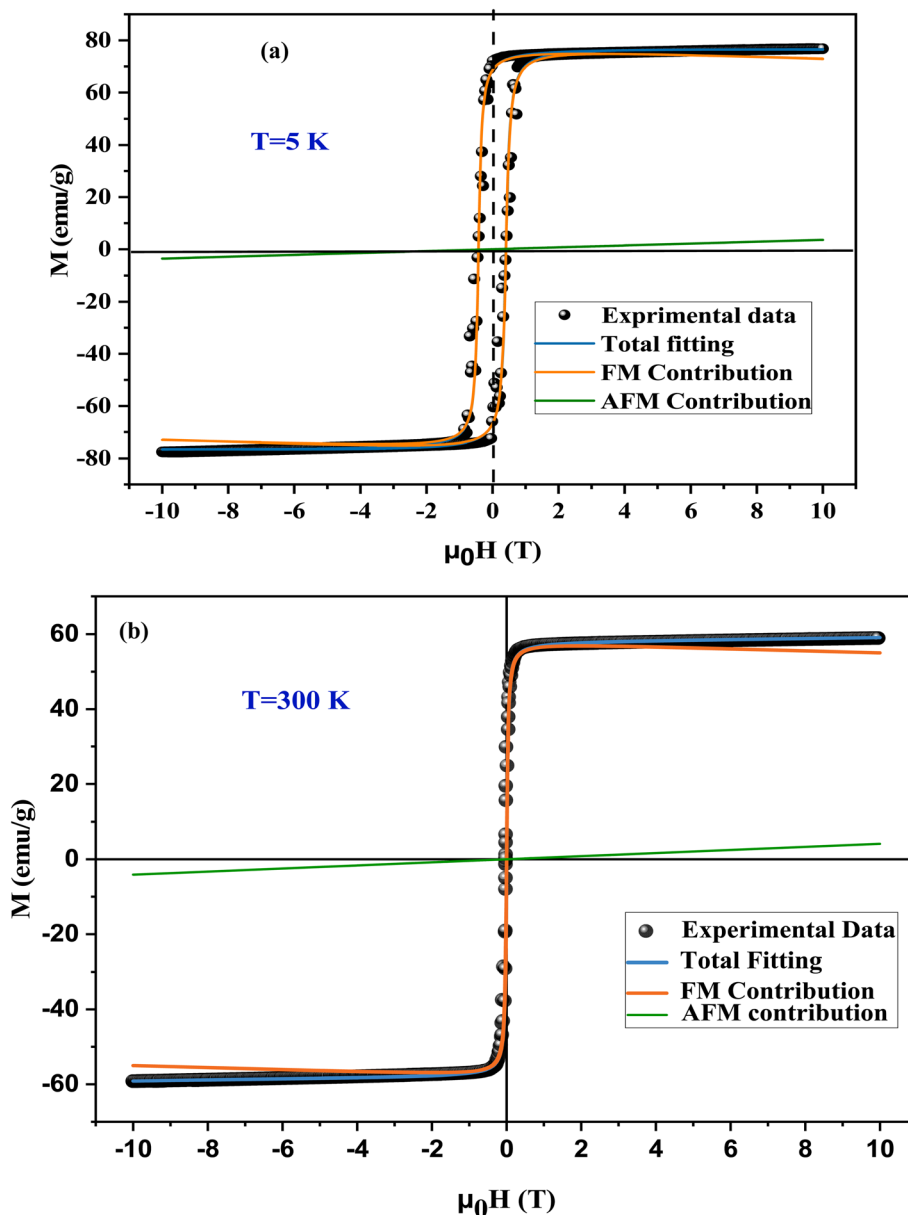 (a)
T=5 K
M (emu/g)
80
60
40
20
0
-20
-40
-60
-80
Exprimental data
Total fitting
FM Contribution
AFM Contribution
-10 -8 -6 -4 -2 0 2 4 6 8 10
μ0H (T)
(b)
T=300 K
M (emu/g)
60
40
20
0
-20
-40
-60
Experimental Data
Total Fitting
FM Contribution
AFM contribution
-10 -8 -6 -4 -2 0 2 4 6 8 10
μ0H (T)